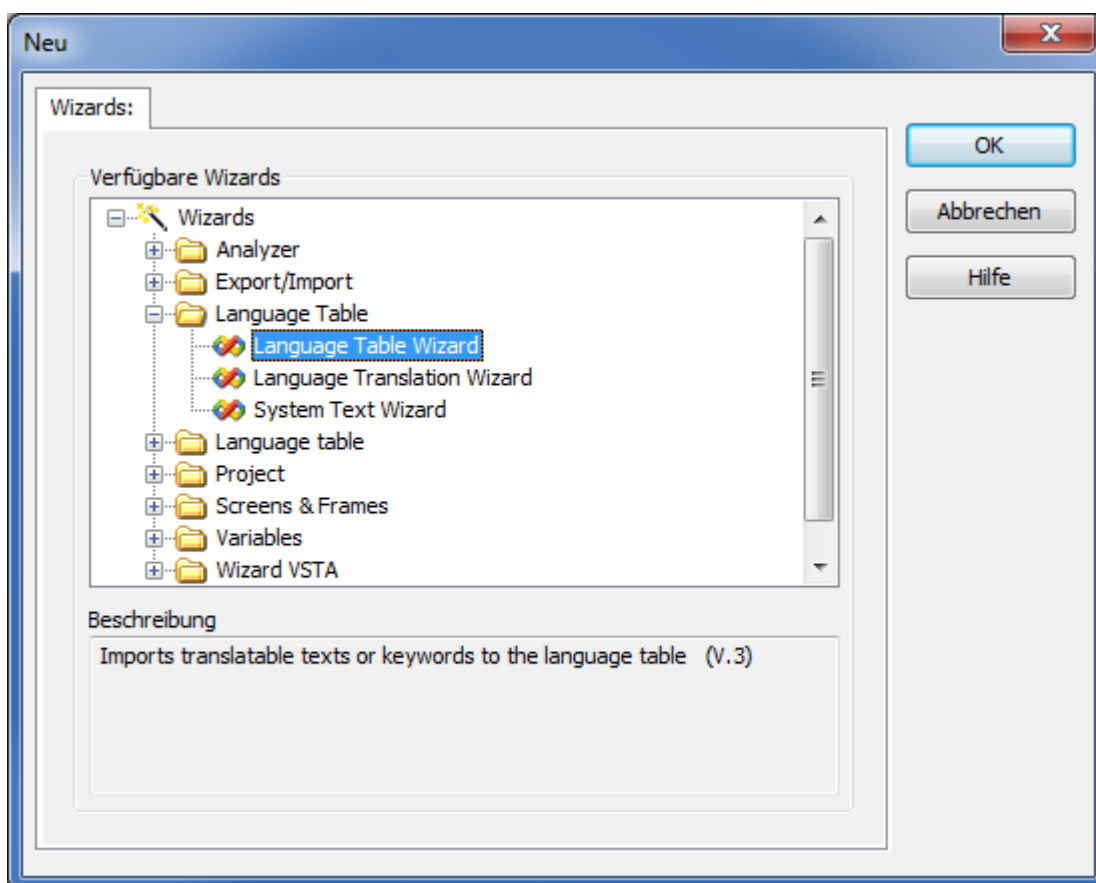 Neu
Wizards:
OK
Verfügbare Wizards
Abbrechen
Wizards
Analyzer
Export/Import
Hilfe
Language Table
Language Table Wizard
Language Translation Wizard
System Text Wizard
Language table
Project
Screens & Frames
Variables
Wizard VSTA
Beschreibung
Imports translatable texts or keywords to the language table (V.3)